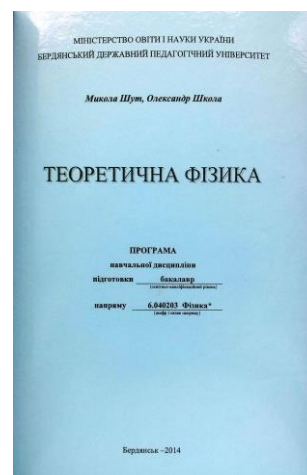 МІНІСТЕРСТВО ОСВІТИ І НАУКИ УКРАЇНИ
БЕРДЯНСЬКИЙ ДЕРЖАВНИЙ ПЕДАГОГІЧНИЙ УНІВЕРСИТЕТ
Микола Шут, Олександр Школа
ТЕОРЕТИЧНА ФІЗИКА
ПРОГРАМА
навчальної дисципліни
підготовки бакалавр
напряму 6.040203 Фізика*
Бердянськ –2014